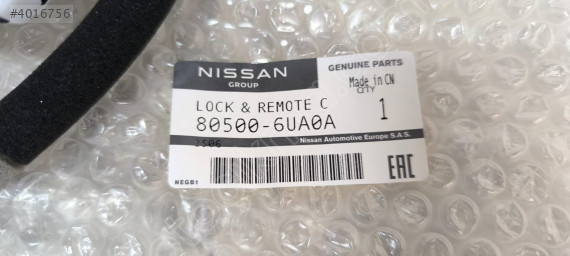 #4016756
NISSAN
GROUP
GENUINE PARTS
Made in CN
QTY
LOCK & REMOTE C
1
80500-6UA0A
Nissan Automotive Europe S.A.S.
NEGB1
EAC